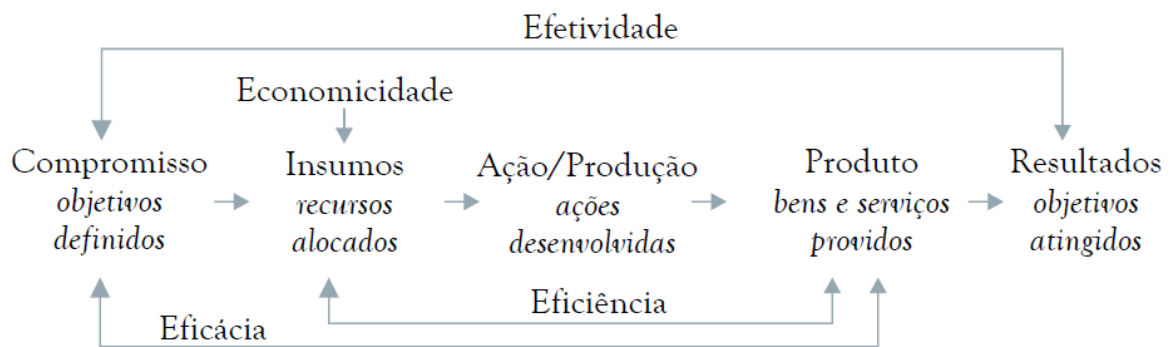 Efetividade
Economicidade
Compromisso
objetivos
definidos
Insumos
recursos
alocados
Ação/Produção
ações
desenvolvidas
Produto
bens e serviços
providos
Resultados
objetivos
atingidos
Eficiência
Eficácia